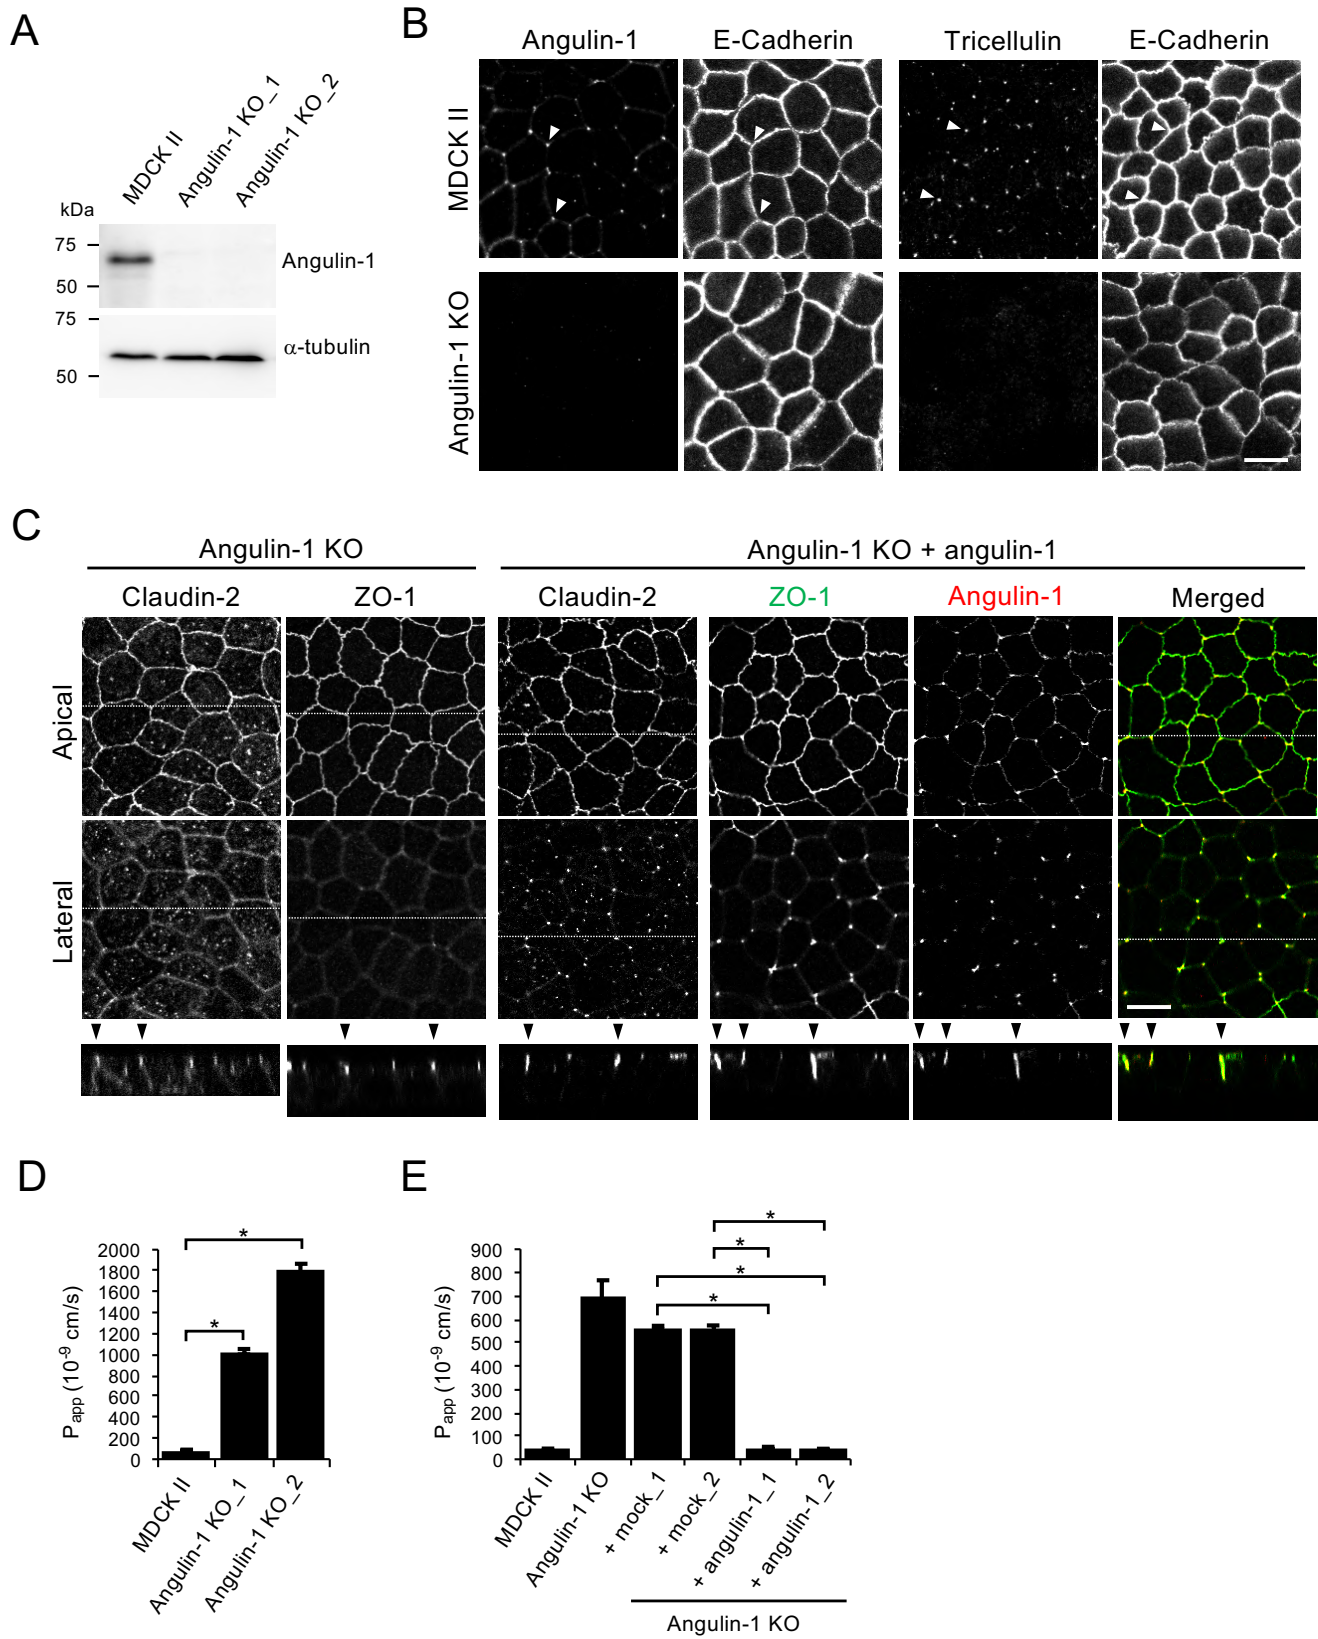 A
MDCK II
Angulin-1 KO_1
Angulin-1 KO_2
kDa
75
50
Angulin-1
75
50
α-tubulin
B
Angulin-1
E-Cadherin
Tricellulin
E-Cadherin
MDCK II
Angulin-1 KO
C
Angulin-1 KO
Angulin-1 KO + angulin-1
Claudin-2
ZO-1
Claudin-2
ZO-1
Angulin-1
Merged
Apical
Lateral
D
Papp (10-9 cm/s)
2000
1800
1600
1400
1200
1000
800
600
400
200
0
*
*
MDCK II
Angulin-1 KO_1
Angulin-1 KO_2
E
Papp (10-9 cm/s)
900
800
700
600
500
400
300
200
100
0
*
*
*
*
MDCK II
Angulin-1 KO
+ mock_1
+ mock_2
+ angulin-1_1
+ angulin-1_2
Angulin-1 KO